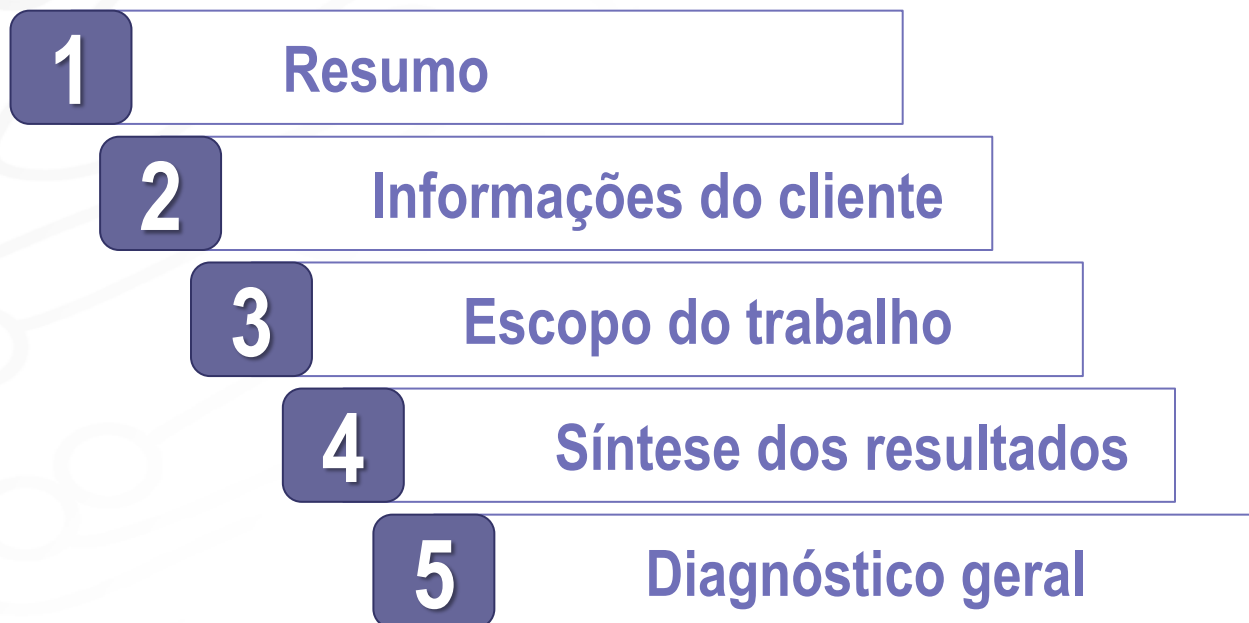 1 Resumo
2 Informações do cliente
3 Escopo do trabalho
4 Síntese dos resultados
5 Diagnóstico geral